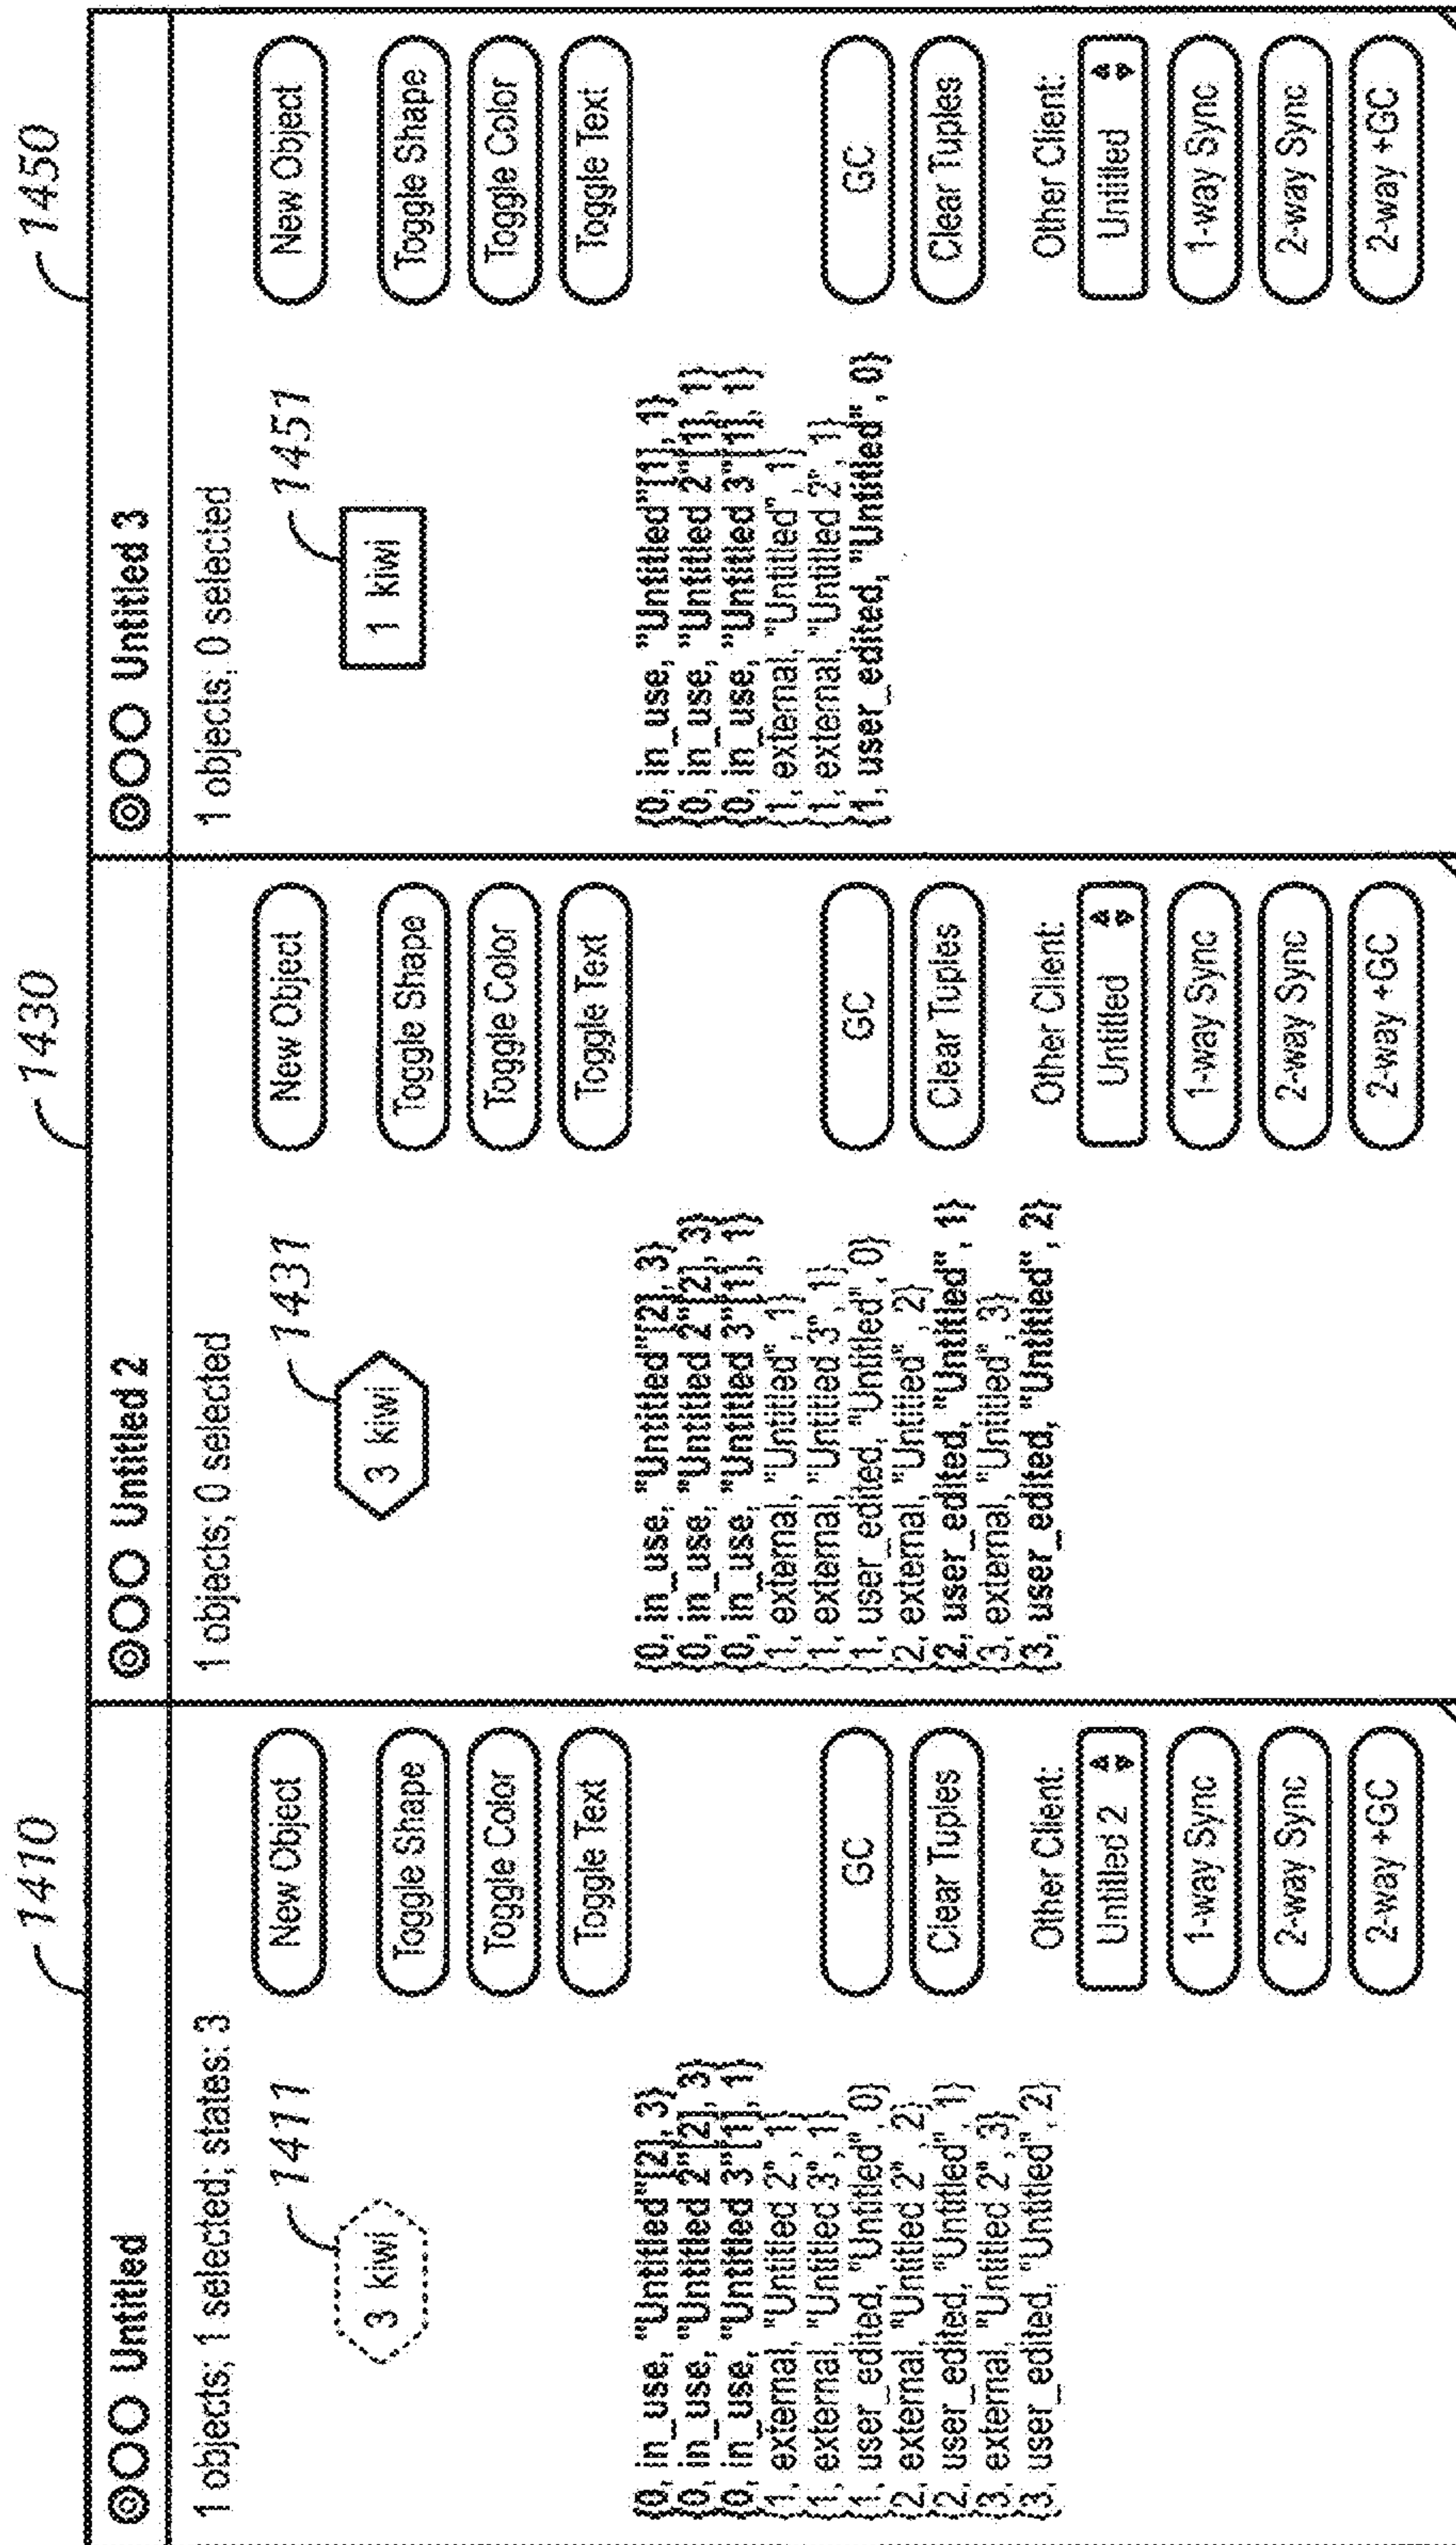 1410
Untitled
1 objects; 1 selected; states: 3
1411
3 kiwi
New Object
Toggle Shape
Toggle Color
Toggle Text
{0, in_use, "Untitled"[2], 3}
{0, in_use, "Untitled 2"[2], 3}
{0, in_use, "Untitled 3"[1], 1}
{1, external, "Untitled 2", 1}
{1, external, "Untitled 3", 1}
{1, user_edited, "Untitled", 0}
{2, external, "Untitled 2", 2}
{2, user_edited, "Untitled", 1}
{3, external, "Untitled 2", 3}
{3, user_edited, "Untitled", 2}
GC
Clear Tuples
Other Client:
Untitled 2
1-way Sync
2-way Sync
2-way +GC
1430
Untitled 2
1 objects; 0 selected
1431
3 kiwi
New Object
Toggle Shape
Toggle Color
Toggle Text
{0, in_use, "Untitled"[2], 3}
{0, in_use, "Untitled 2"[2], 3}
{0, in_use, "Untitled 3"[1], 1}
{1, external, "Untitled", 1}
{1, external, "Untitled 3", 1}
{1, user_edited, "Untitled", 0}
{2, external, "Untitled", 2}
{2, user_edited, "Untitled", 1}
{3, external, "Untitled", 3}
{3, user_edited, "Untitled", 2}
GC
Clear Tuples
Other Client:
Untitled
1-way Sync
2-way Sync
2-way +GC
1450
Untitled 3
1 objects; 0 selected
1451
1 kiwi
New Object
Toggle Shape
Toggle Color
Toggle Text
{0, in_use, "Untitled"[1], 1}
{0, in_use, "Untitled 2"[1], 1}
{0, in_use, "Untitled 3"[1], 1}
{1, external, "Untitled", 1}
{1, external, "Untitled 2", 1}
{1, user_edited, "Untitled", 0}
GC
Clear Tuples
Other Client:
Untitled
1-way Sync
2-way Sync
2-way +GC